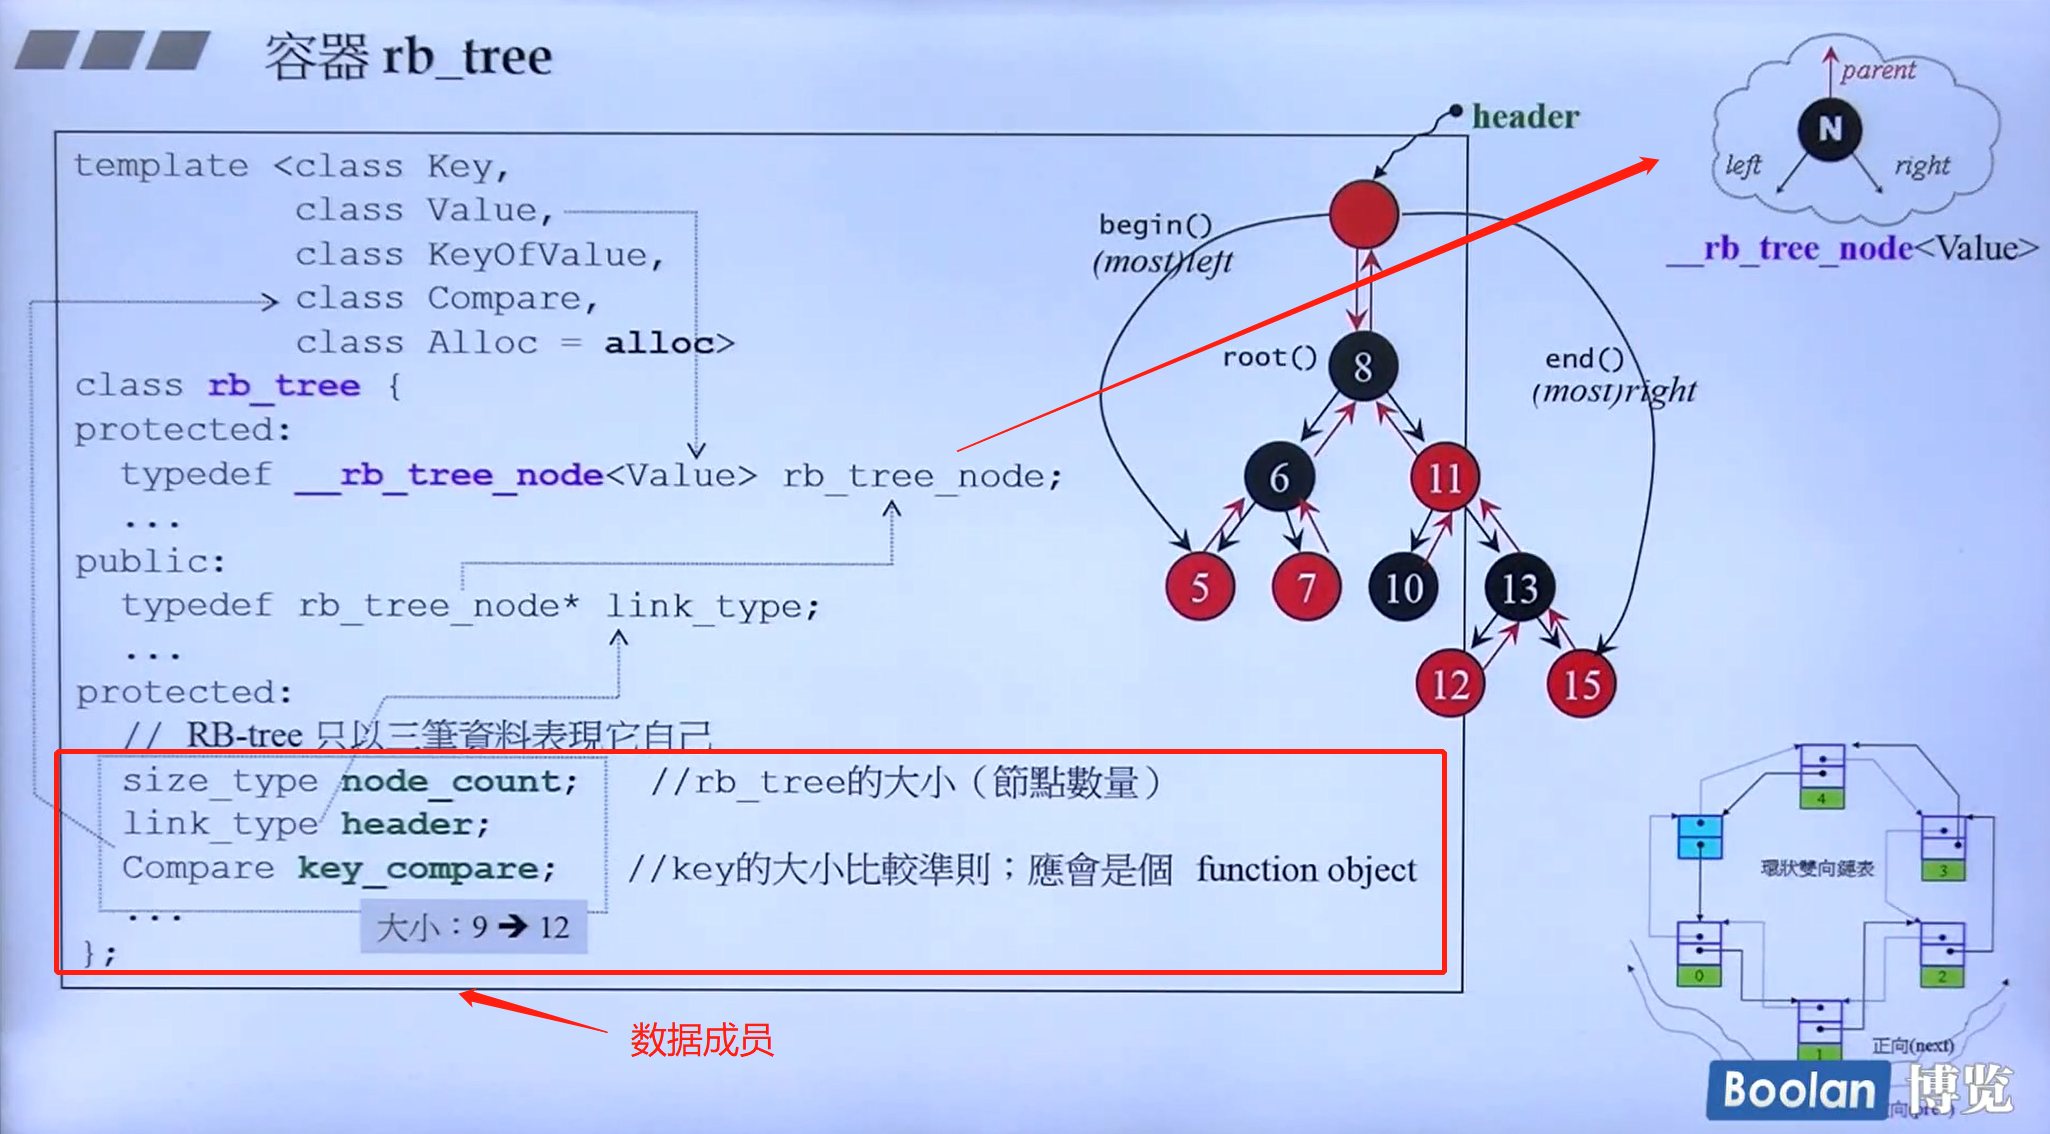 容器 rb_tree
template <class Key,
class Value,
class KeyOfValue,
class Compare,
class Alloc = alloc>
class rb_tree {
protected:
typedef __rb_tree_node<Value> rb_tree_node;
...
public:
typedef rb_tree_node* link_type;
...
protected:
// RB-tree 只以三筆資料表現它自己
size_type node_count; //rb_tree的大小（節點數量）
link_type header;
Compare key_compare; //key的大小比較準則；應會是個 function object
...
大小：9 ➔ 12
};
数据成员
header
begin()
(most)left
root()
end()
(most)right
8
6
11
5
7
10
13
12
15
parent
N
left
right
__rb_tree_node<Value>
4
3
環狀雙向鏈表
0
2
1
正向(next)
Boolan 博览